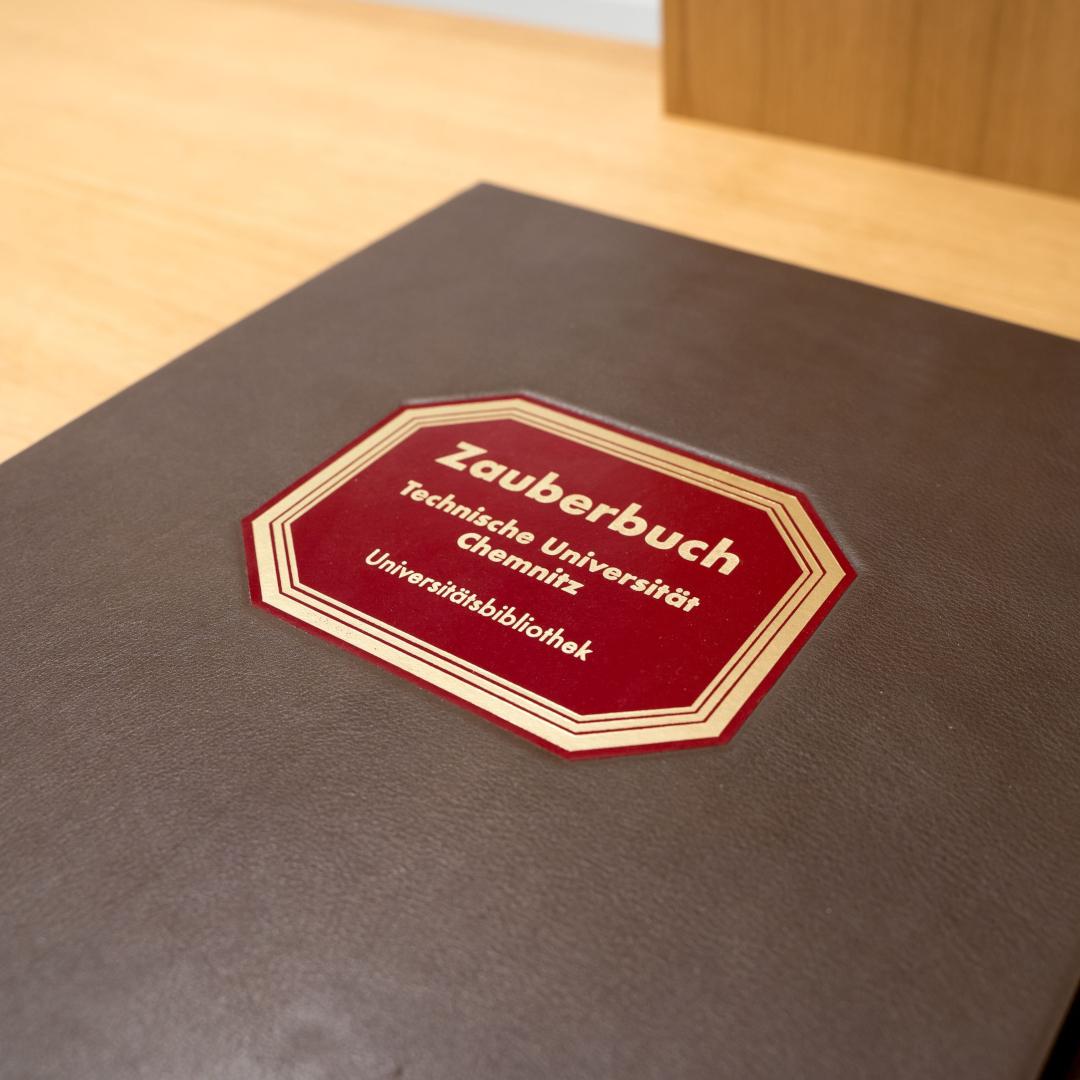 Zauberbuch
Technische Universität
Chemnitz
Universitätsbibliothek